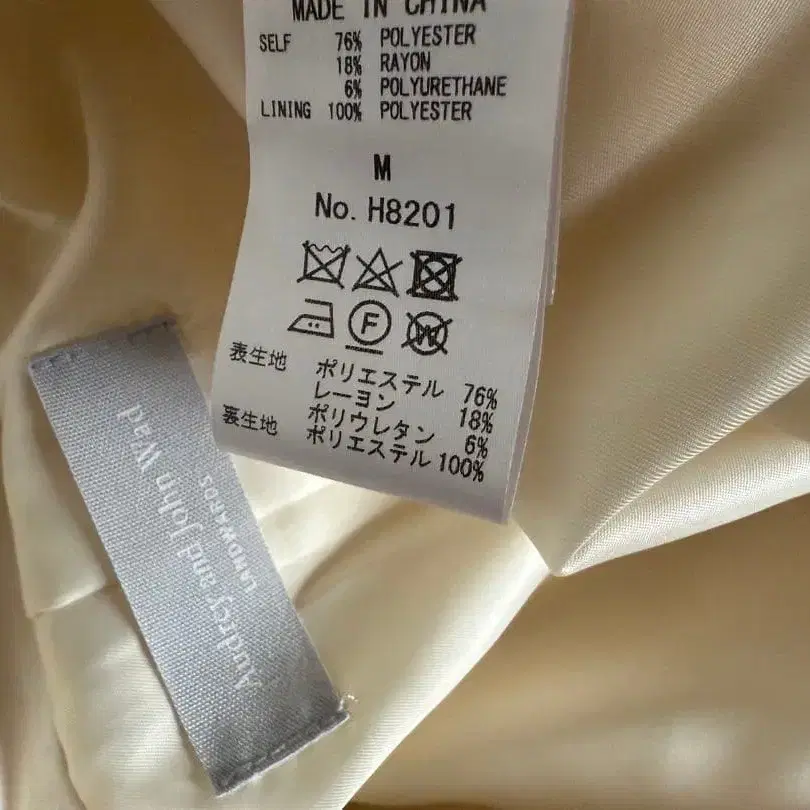 MADE IN CHINA
SELF 76% POLYESTER
18% RAYON
6% POLYURETHANE
LINING 100% POLYESTER
M
No. H8201
F
W
表生地 ポリエステル 76%
レーヨン 18%
ポリウレタン 6%
裏生地 ポリエステル 100%
Audrey and John Wad
LANDWARDS